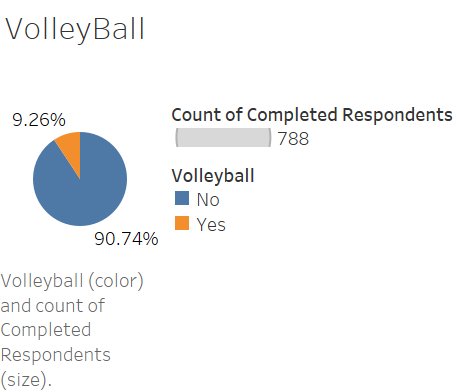 VolleyBall
9.26%
90.74%
Count of Completed Respondents
788
Volleyball
No
Yes
Volleyball (color)
and count of
Completed
Respondents
(size).